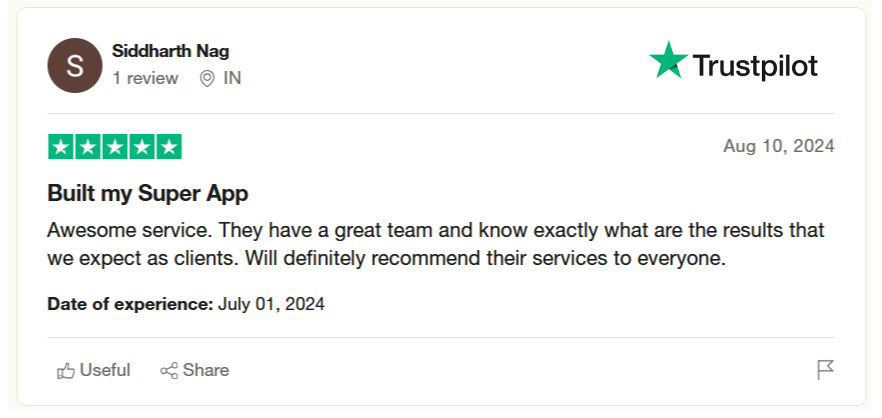 S
Siddharth Nag
1 review IN
Trustpilot
Aug 10, 2024
Built my Super App
Awesome service. They have a great team and know exactly what are the results that
we expect as clients. Will definitely recommend their services to everyone.
Date of experience: July 01, 2024
Useful Share